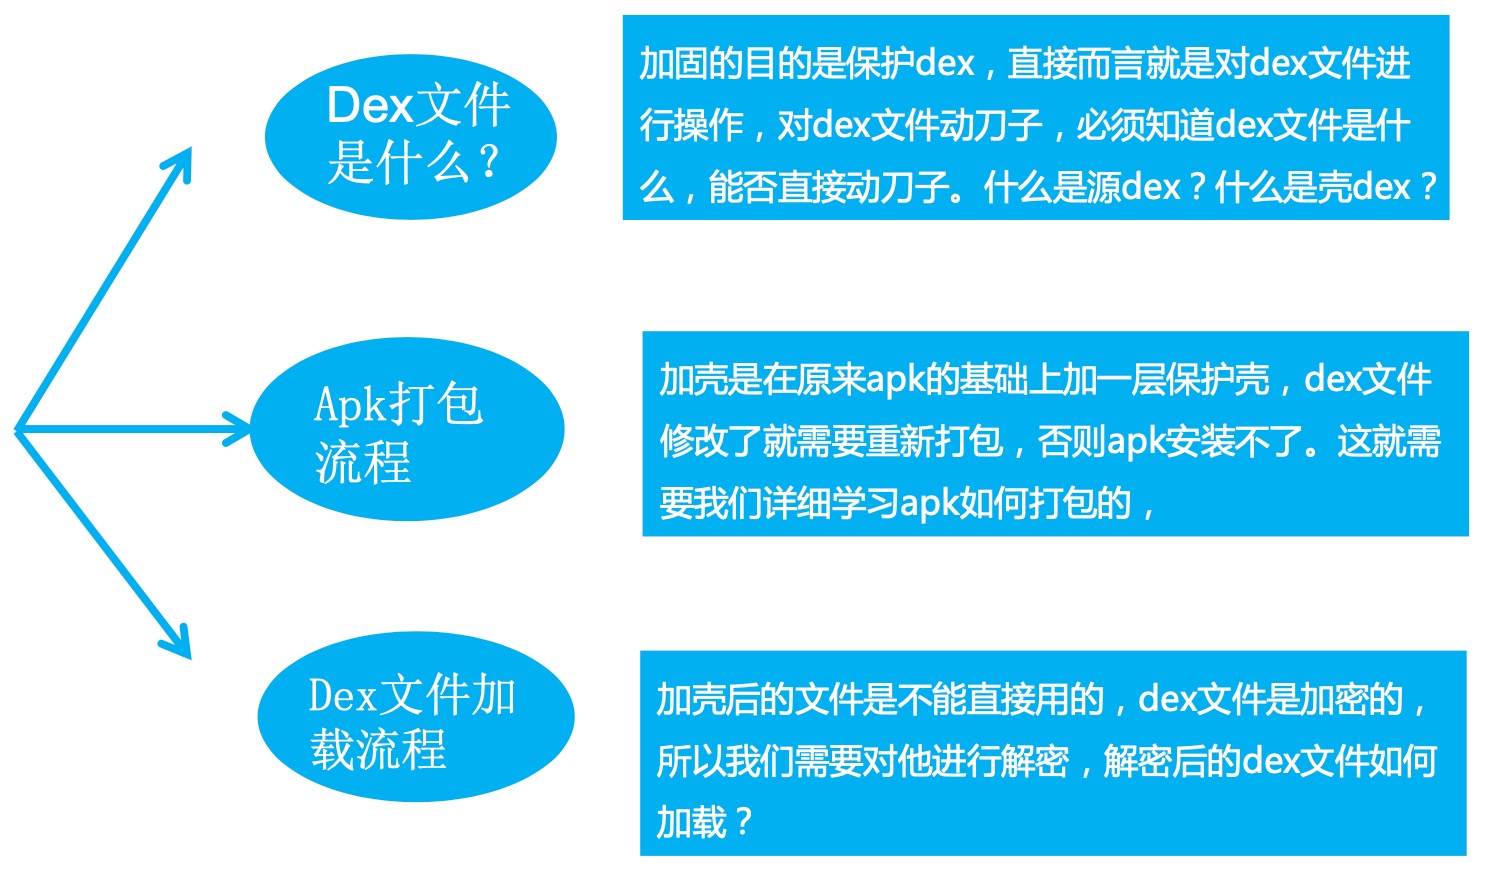 Dex文件
是什么？
加固的目的是保护dex，直接而言就是对dex文件进
行操作，对dex文件动刀子，必须知道dex文件是什
么，能否直接动刀子。什么是源dex？什么是壳dex？
Apk打包
流程
加壳是在原来apk的基础上加一层保护壳，dex文件
修改了就需要重新打包，否则apk安装不了。这就需
要我们详细学习apk如何打包的，
Dex文件加
载流程
加壳后的文件是不能直接用的，dex文件是加密的，
所以我们需要对他进行解密，解密后的dex文件如何
加载？